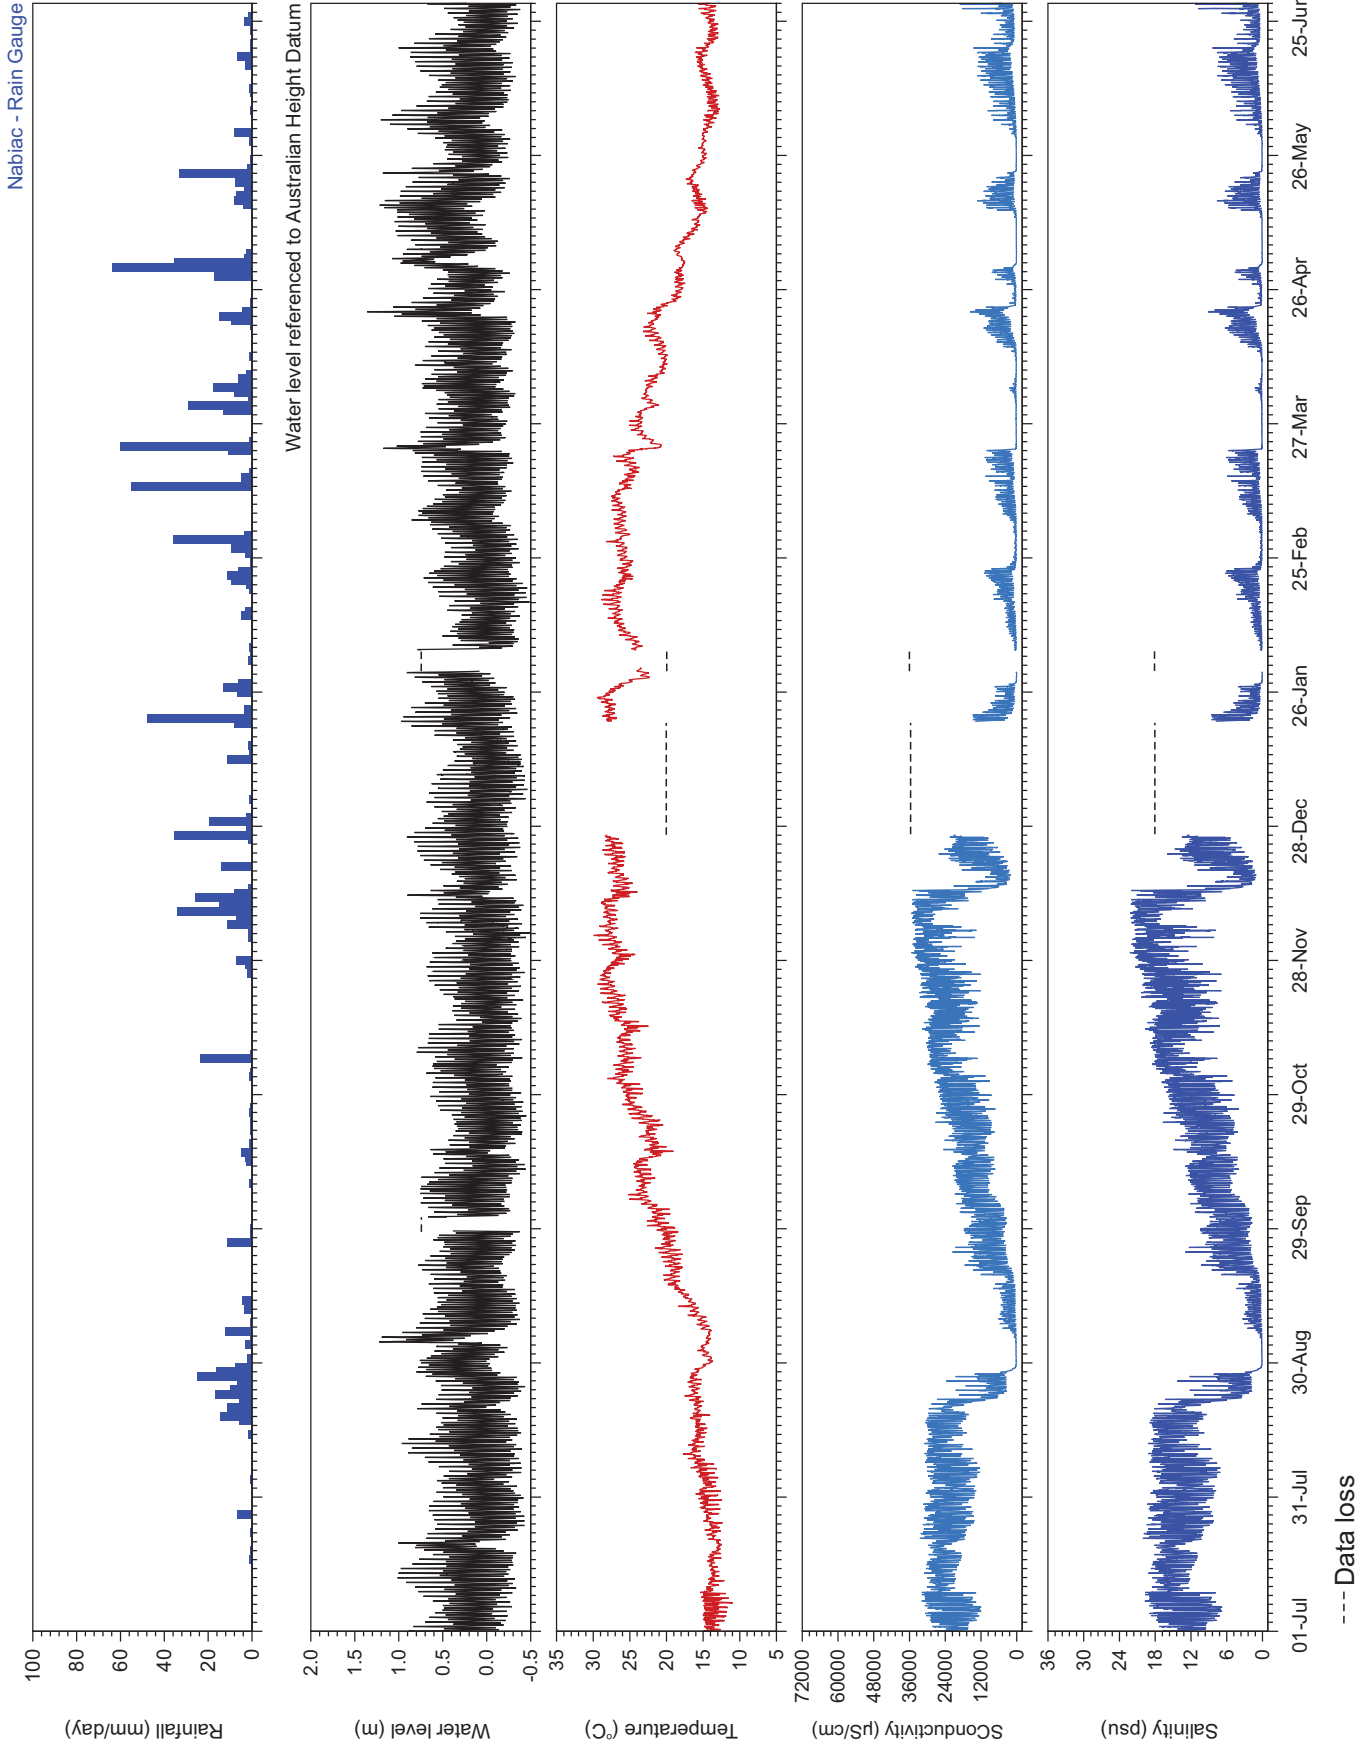 Nabiac - Rain Gauge
Rainfall (mm/day)
100
80
60
40
20
0
Water level referenced to Australian Height Datum
Water level (m)
2.0
1.5
1.0
0.5
0.0
-0.5
Temperature (°C)
35
30
25
20
15
10
5
SConductivity (µS/cm)
72000
60000
48000
36000
24000
12000
0
Salinity (psu)
36
30
24
18
12
6
0
01-Jul
31-Jul
30-Aug
29-Sep
29-Oct
28-Nov
28-Dec
26-Jan
25-Feb
27-Mar
26-Apr
26-May
25-Jun
--- Data loss